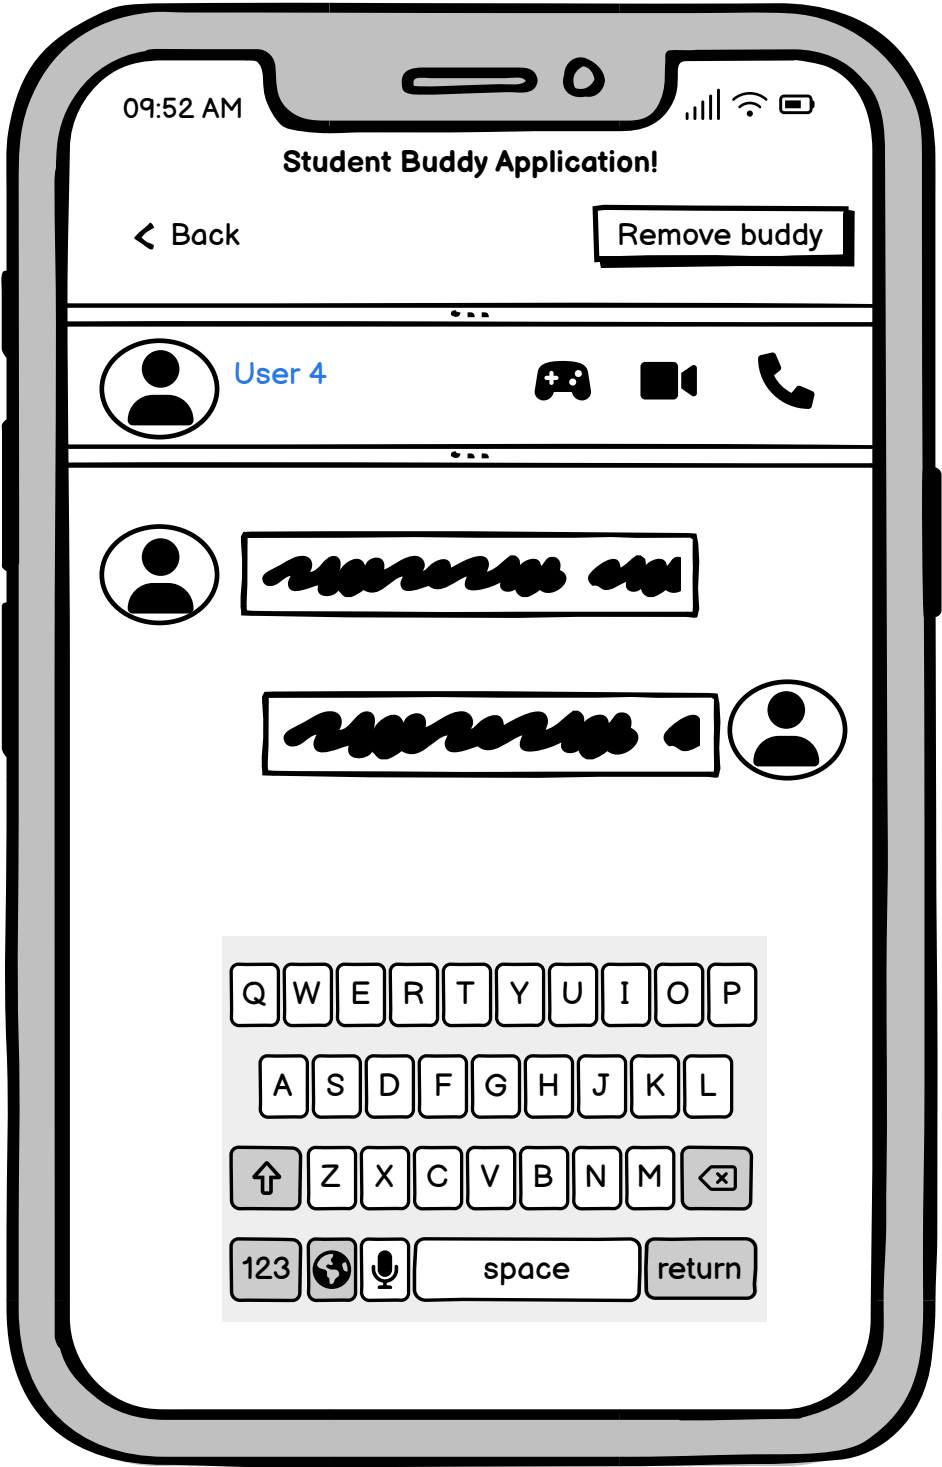 09:52 AM
Student Buddy Application!
Back
Remove buddy
User 4
Q W E R T Y U I O P
A S D F G H J K L
Z X C V B N M
123 space return